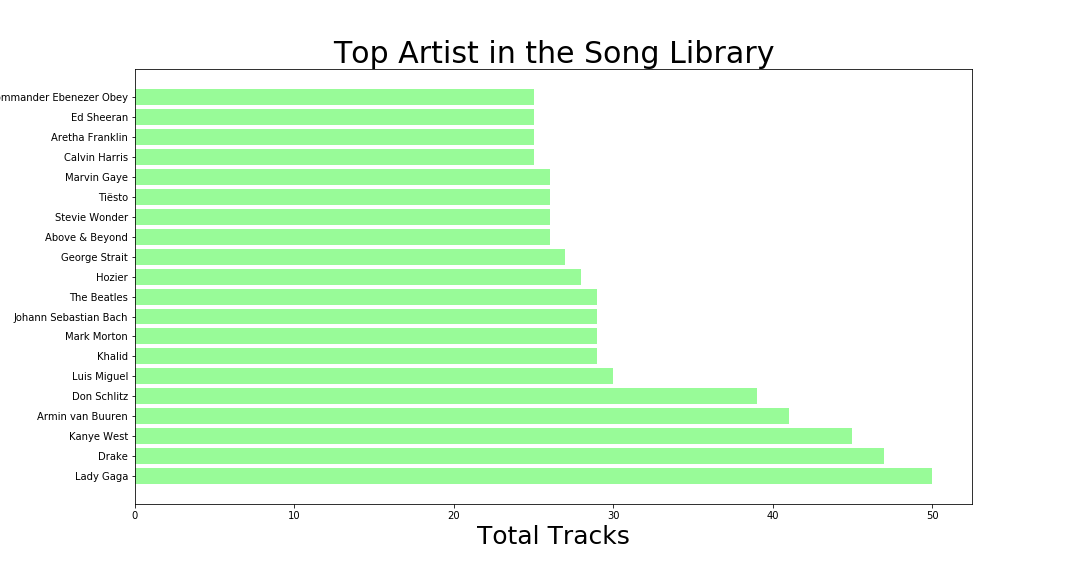 Top Artist in the Song Library
ommander Ebenezer Obey
Ed Sheeran
Aretha Franklin
Calvin Harris
Marvin Gaye
Tiësto
Stevie Wonder
Above & Beyond
George Strait
Hozier
The Beatles
Johann Sebastian Bach
Mark Morton
Khalid
Luis Miguel
Don Schlitz
Armin van Buuren
Kanye West
Drake
Lady Gaga
0 10 20 30 40 50
Total Tracks